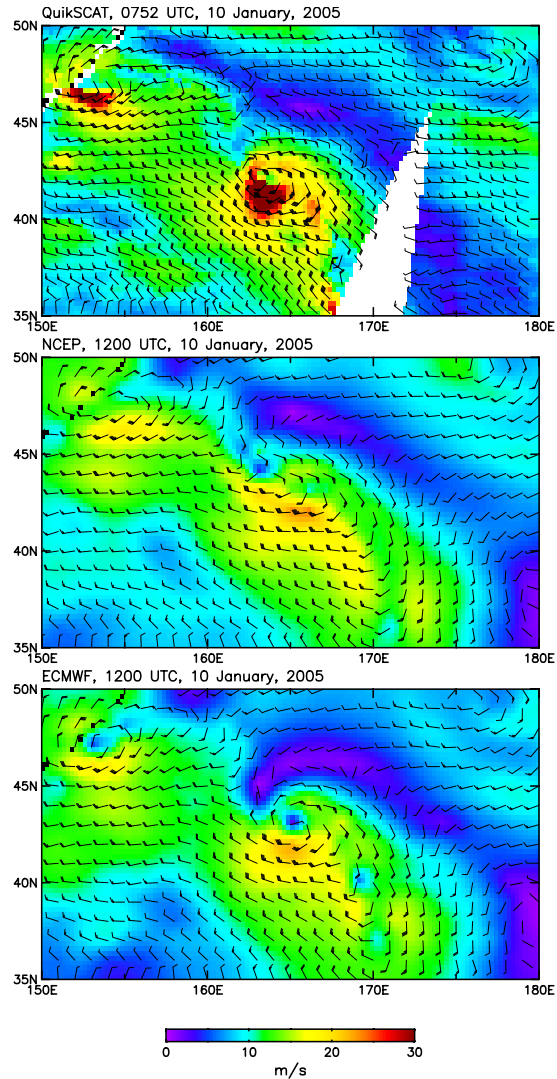 QuikSCAT, 0752 UTC, 10 January, 2005
50N
45N
40N
35N
150E 160E 170E 180E
NCEP, 1200 UTC, 10 January, 2005
50N
45N
40N
35N
150E 160E 170E 180E
ECMWF, 1200 UTC, 10 January, 2005
50N
45N
40N
35N
150E 160E 170E 180E
0 10 20 30
m/s